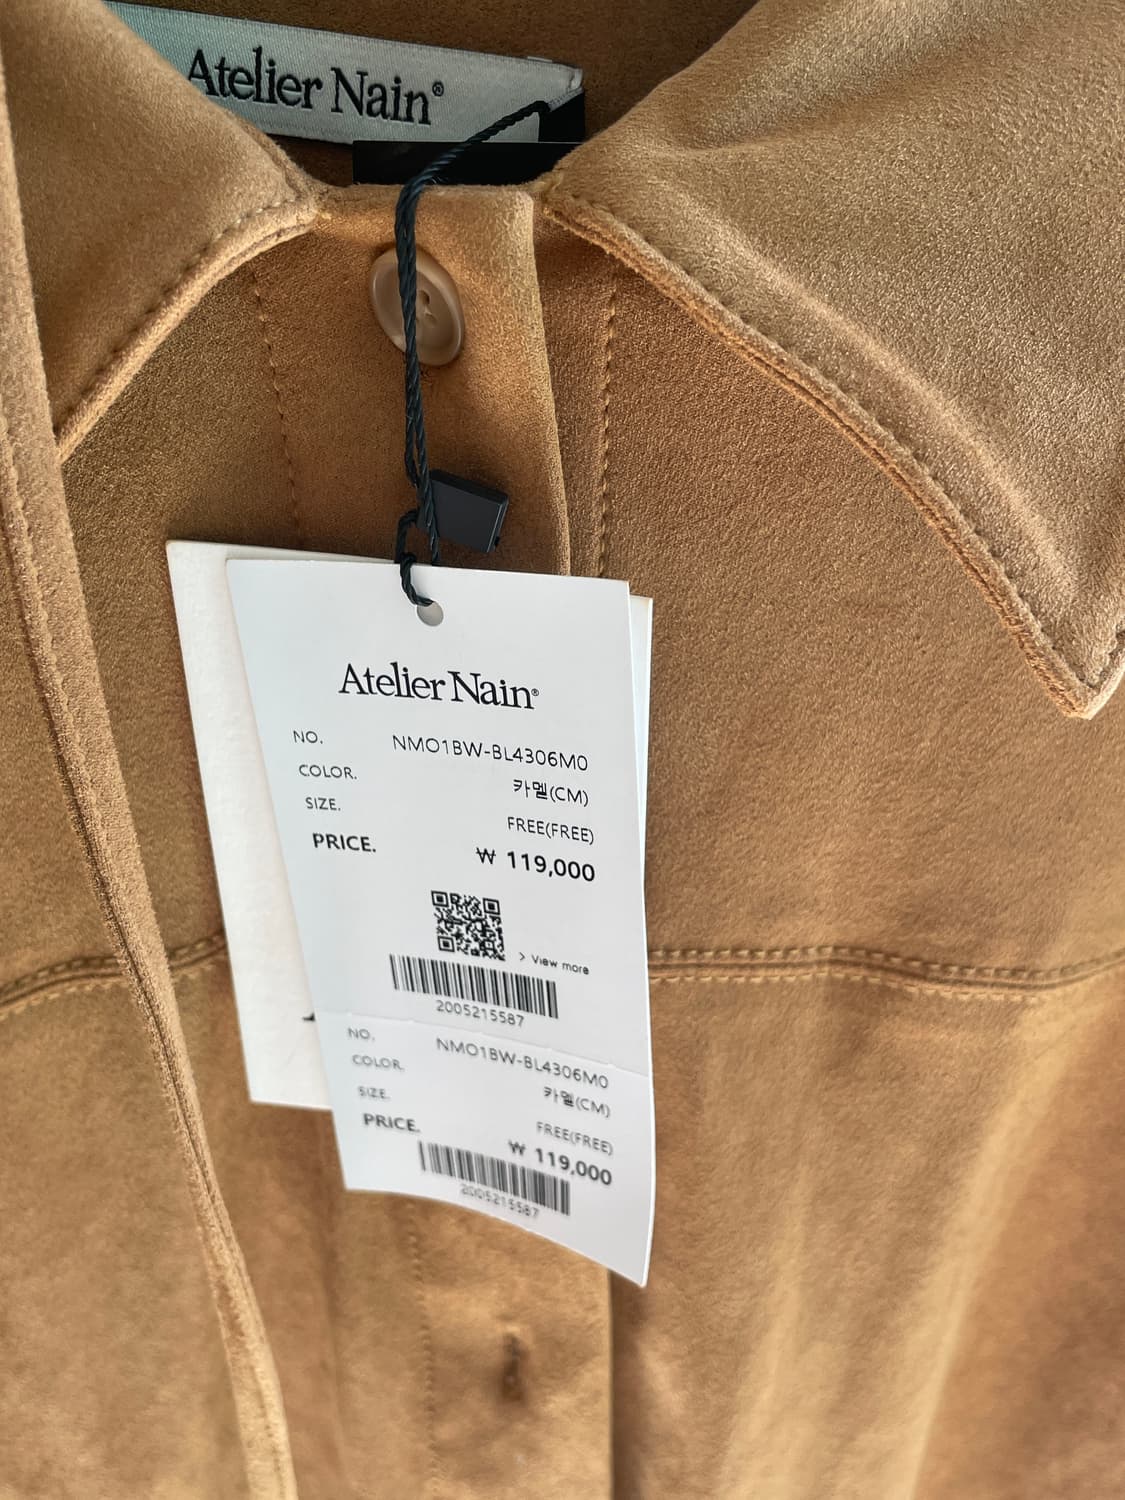 Atelier Nain®
Atelier Nain®
NO. NMO1BW-BL4306M0
COLOR. 카멜(CM)
SIZE. FREE(FREE)
PRICE. ₩ 119,000
> View more
2005215587
NO. NMO1BW-BL4306M0
COLOR. 카멜(CM)
SIZE. FREE(FREE)
PRICE. ₩ 119,000
2005215587